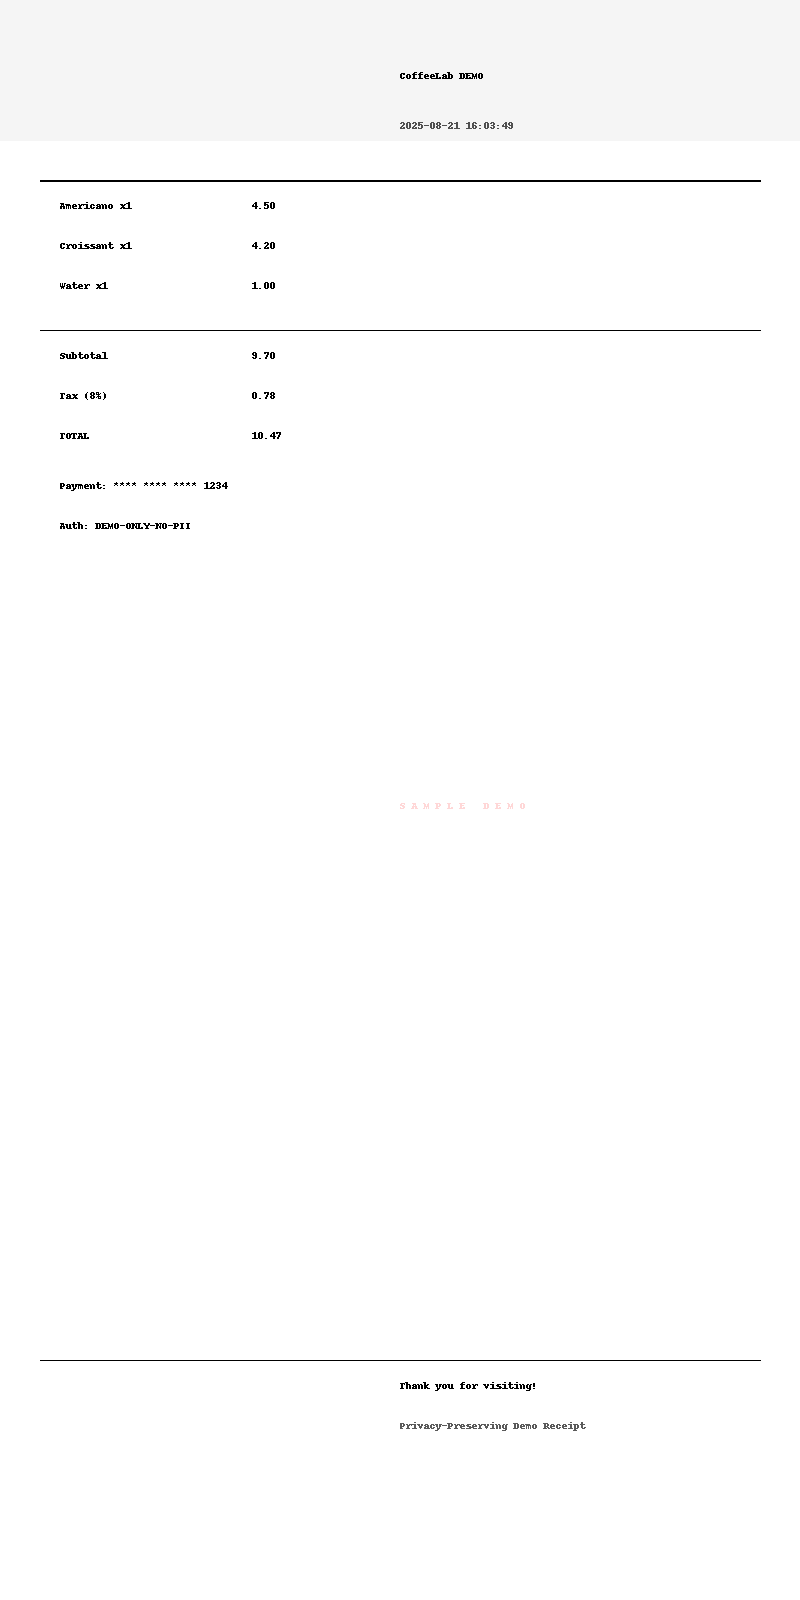 CoffeeLab DEMO
2025-08-21 16:03:49
Americano x1 4.50
Croissant x1 4.20
Water x1 1.00
Subtotal 9.70
Tax (8%) 0.78
TOTAL 10.47
Payment: **** **** **** 1234
Auth: DEMO-ONLY-NO-PII
SAMPLE DEMO
Thank you for visiting!
Privacy-Preserving Demo Receipt